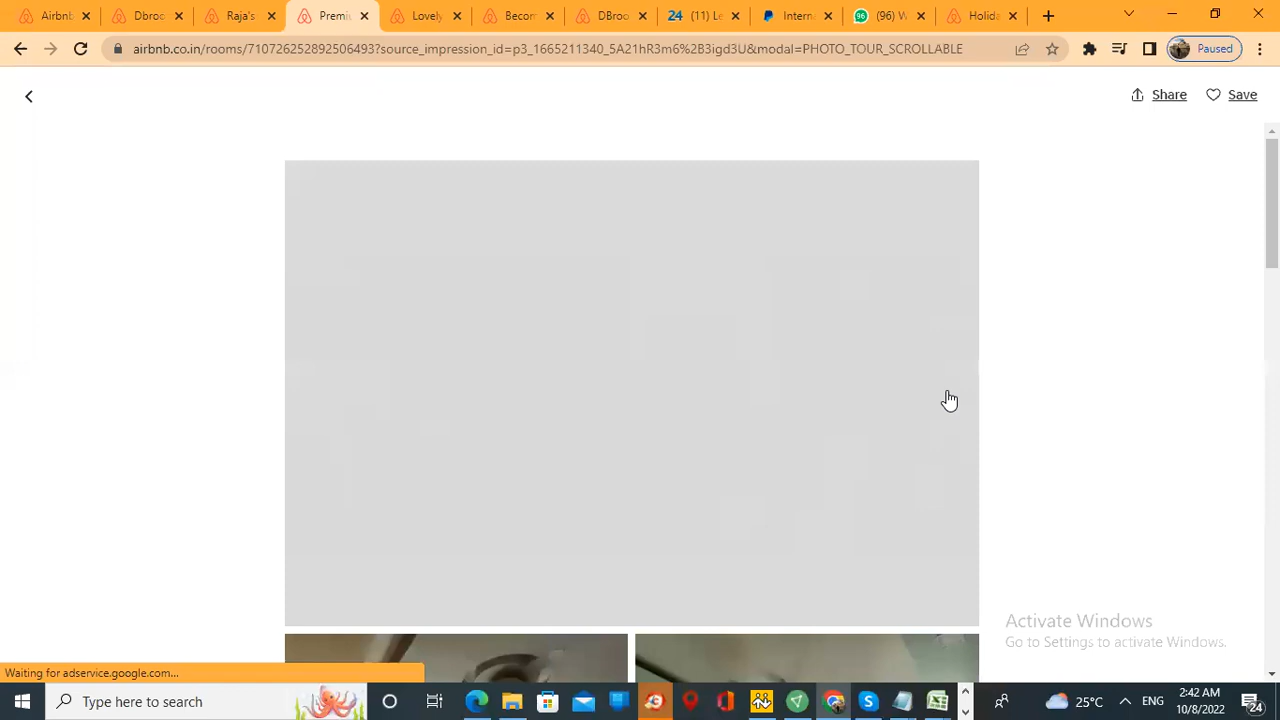 Airbnb
Dbroo
Raja's
Premi
Lovely
Becom
DBroo
24 (11) Le
Intern
96 (96) W
Holida
airbnb.co.in/rooms/710726252892506493?source_impression_id=p3_1665211340_5A21hR3m6%2B3igd3U&modal=PHOTO_TOUR_SCROLLABLE
Paused
Share
Save
Activate Windows
Go to Settings to activate Windows.
Waiting for adservice.google.com...
Type here to search
25°C
ENG
2:42 AM
10/8/2022
24